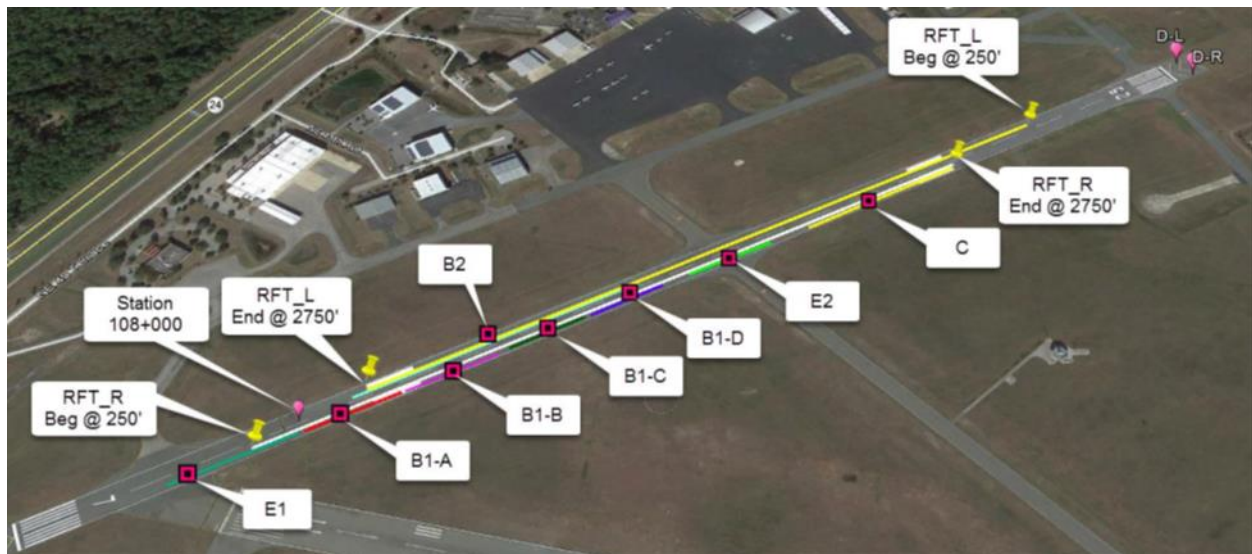 RFT_L
Beg @ 250'
D-L
D-R
24
RFT_R
End @ 2750'
C
B2
E2
Station
108+000
RFT_L
End @ 2750'
B1-D
B1-C
RFT_R
Beg @ 250'
B1-B
B1-A
E1